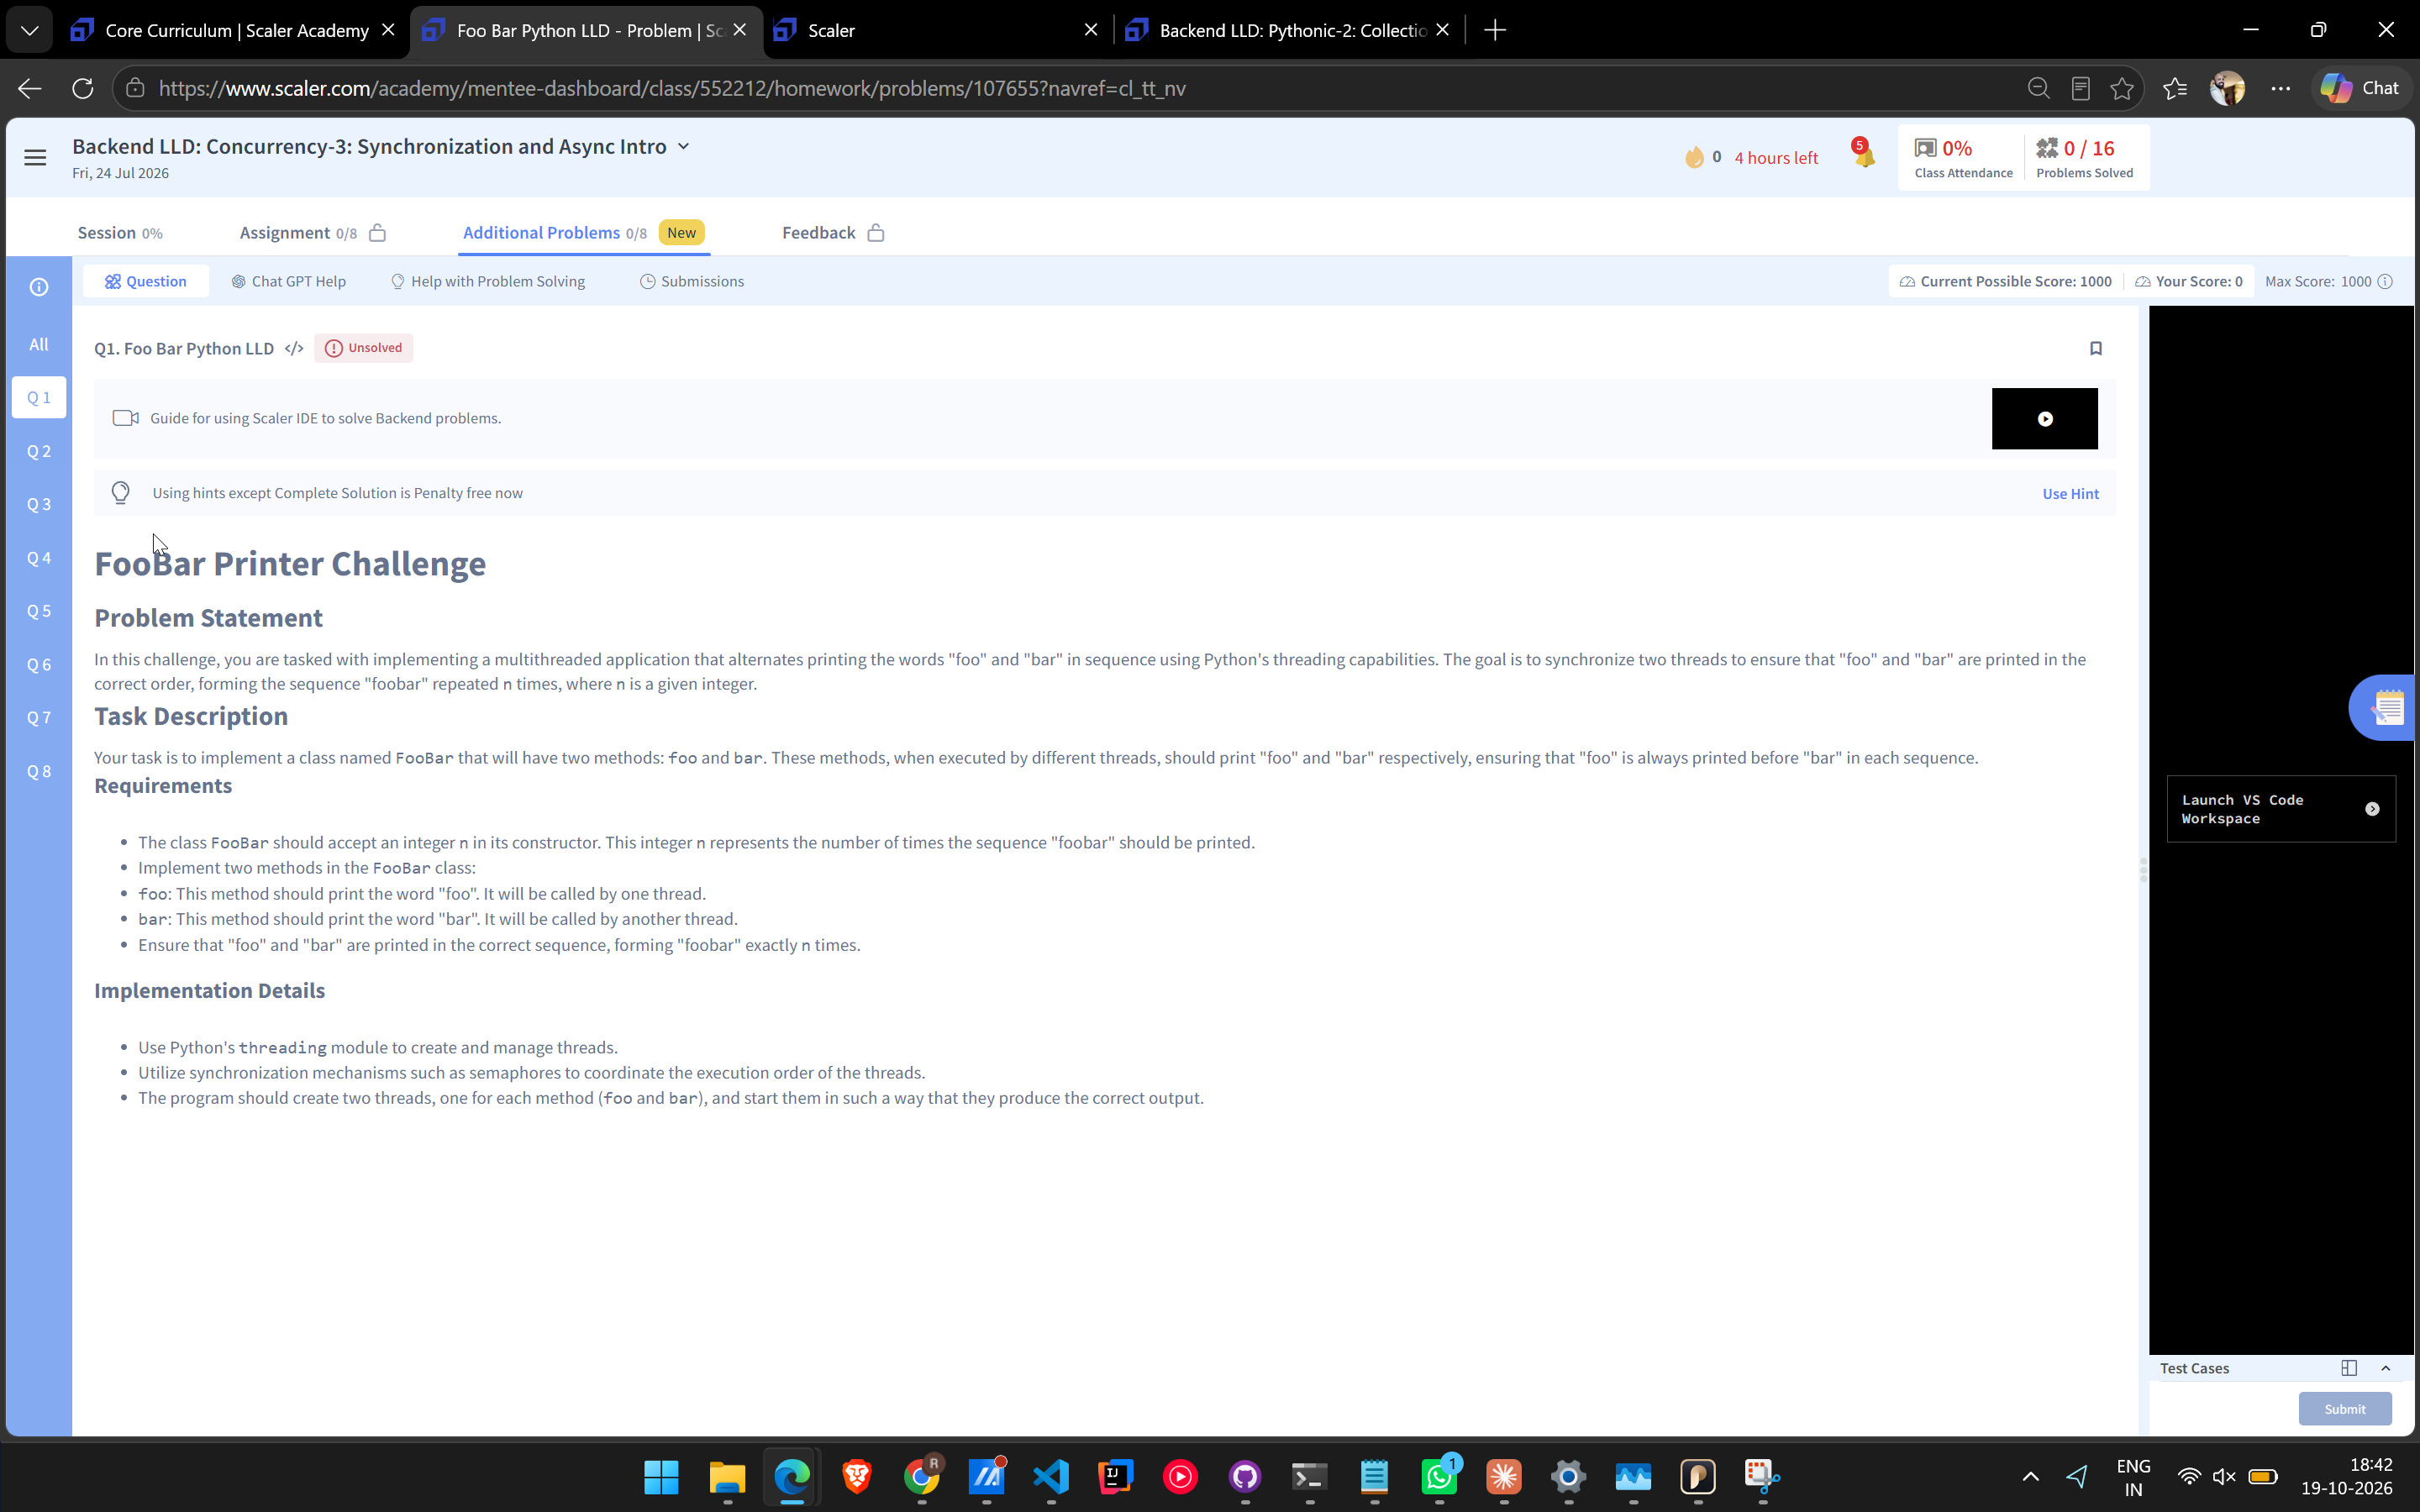 Core Curriculum | Scaler Academy
Foo Bar Python LLD - Problem | Sc
Scaler
Backend LLD: Pythonic-2: Collectio
https://www.scaler.com/academy/mentee-dashboard/class/552212/homework/problems/107655?navref=cl_tt_nv
Chat
Backend LLD: Concurrency-3: Synchronization and Async Intro
Fri, 24 Jul 2026
0 4 hours left
5
0%
Class Attendance
0 / 16
Problems Solved
Session 0%
Assignment 0/8
Additional Problems 0/8 New
Feedback
Question
Chat GPT Help
Help with Problem Solving
Submissions
Current Possible Score: 1000
Your Score: 0
Max Score: 1000
All
Q 1
Q 2
Q 3
Q 4
Q 5
Q 6
Q 7
Q 8
Q1. Foo Bar Python LLD </> Unsolved
Guide for using Scaler IDE to solve Backend problems.
Using hints except Complete Solution is Penalty free now
Use Hint
FooBar Printer Challenge
Problem Statement
In this challenge, you are tasked with implementing a multithreaded application that alternates printing the words "foo" and "bar" in sequence using Python's threading capabilities. The goal is to synchronize two threads to ensure that "foo" and "bar" are printed in the
correct order, forming the sequence "foobar" repeated n times, where n is a given integer.
Task Description
Your task is to implement a class named FooBar that will have two methods: foo and bar. These methods, when executed by different threads, should print "foo" and "bar" respectively, ensuring that "foo" is always printed before "bar" in each sequence.
Requirements
• The class FooBar should accept an integer n in its constructor. This integer n represents the number of times the sequence "foobar" should be printed.
• Implement two methods in the FooBar class:
• foo: This method should print the word "foo". It will be called by one thread.
• bar: This method should print the word "bar". It will be called by another thread.
• Ensure that "foo" and "bar" are printed in the correct sequence, forming "foobar" exactly n times.
Implementation Details
• Use Python's threading module to create and manage threads.
• Utilize synchronization mechanisms such as semaphores to coordinate the execution order of the threads.
• The program should create two threads, one for each method (foo and bar), and start them in such a way that they produce the correct output.
Launch VS Code
Workspace
Test Cases
Submit
R
IJ
1
ENG
IN
18:42
19-10-2026